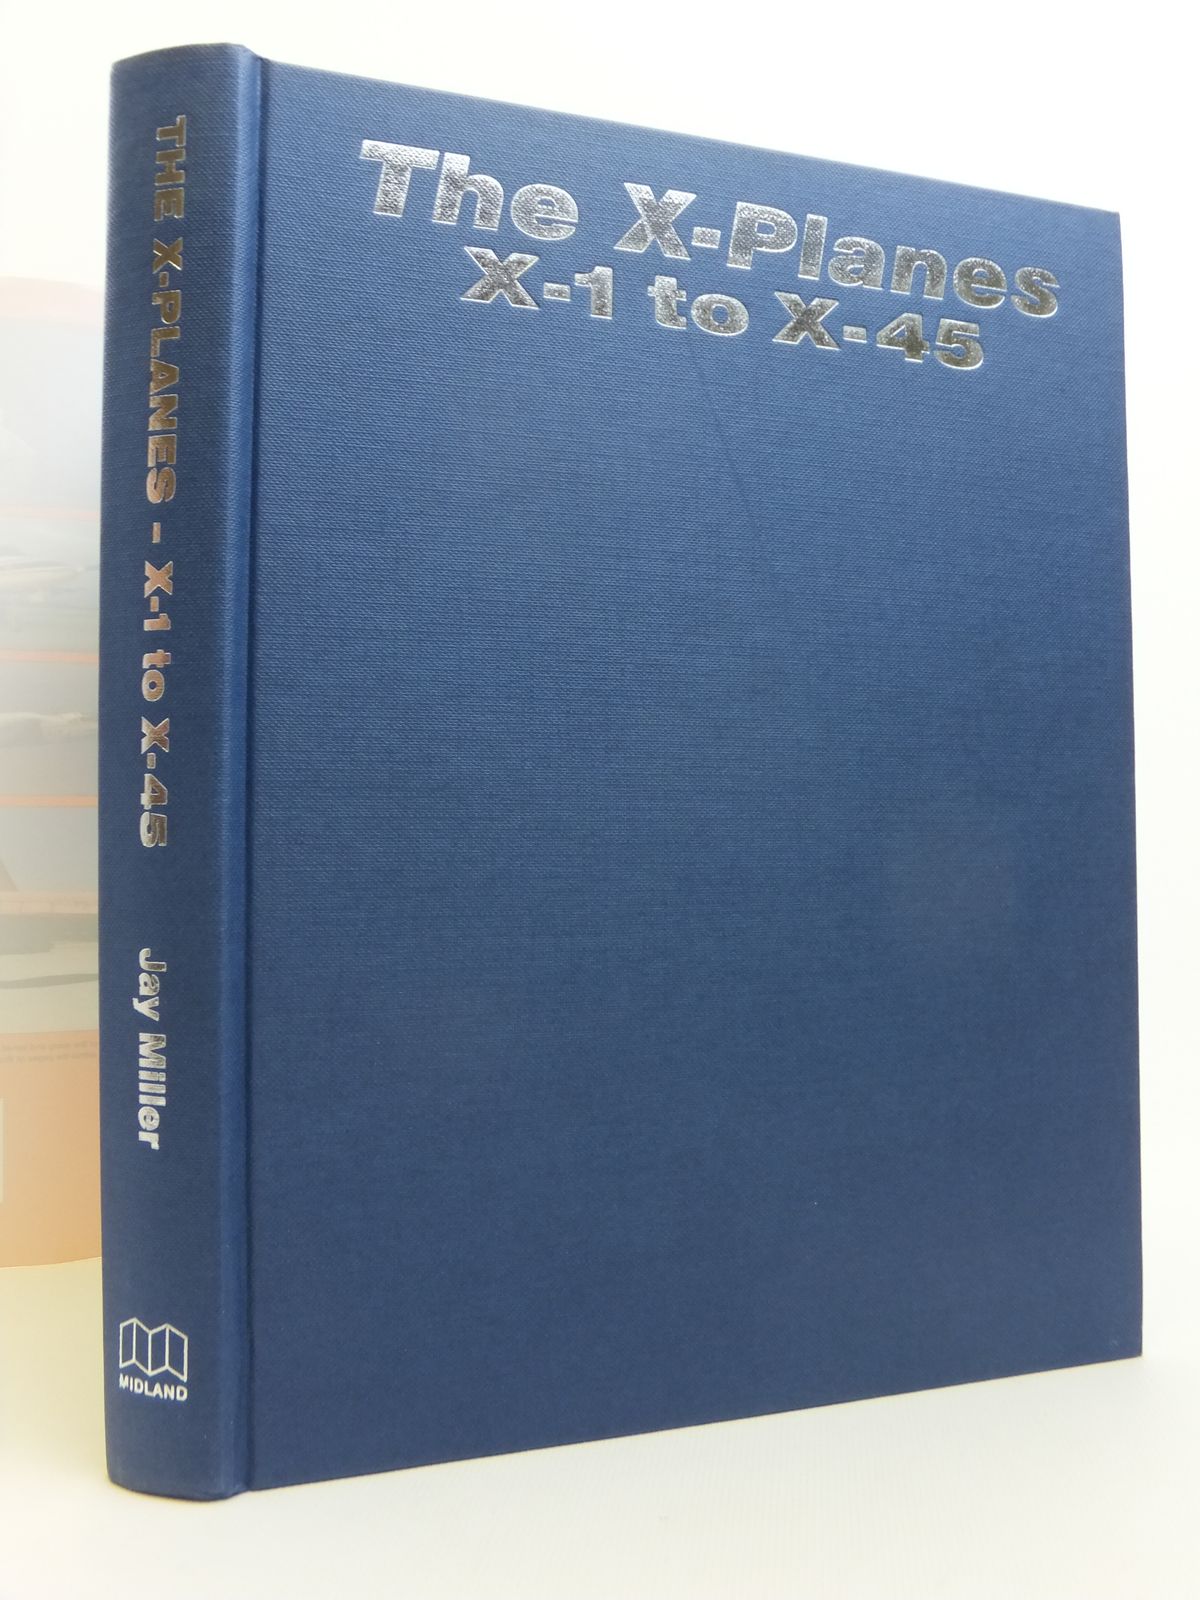 The X-Planes
X-1 to X-45
THE X-PLANES - X-1 to X-45
Jay Miller
MIDLAND